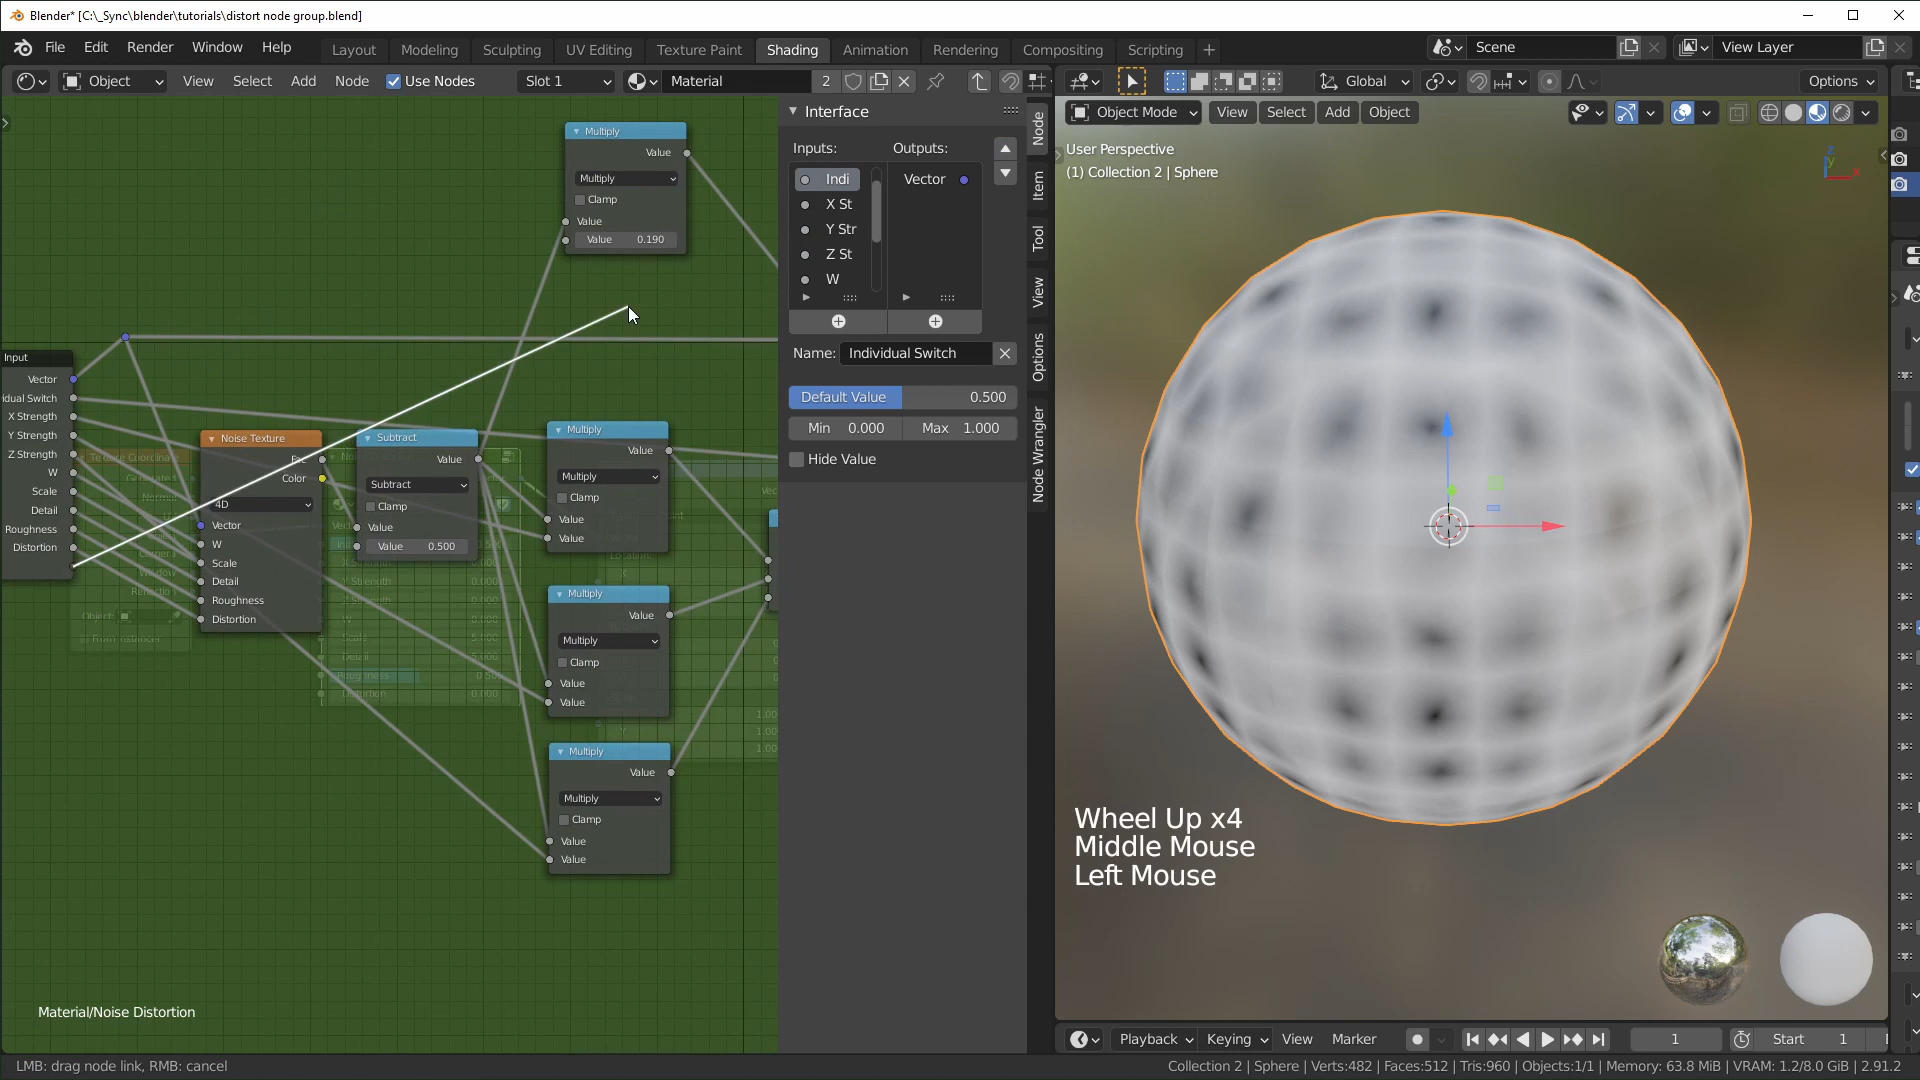 Blender* [C:\_Sync\blender\tutorials\distort node group.blend]
File Edit Render Window Help Layout Modeling Sculpting UV Editing Texture Paint Shading Animation Rendering Compositing Scripting + Scene View Layer
Object View Select Add Node Use Nodes Slot 1 Material 2 Global Options
Object Mode View Select Add Object
User Perspective
(1) Collection 2 | Sphere
Multiply
Value
Multiply
Clamp
Value
Value 0.190
Interface
Inputs: Outputs:
Indi Vector
X St
Y Str
Z St
W
Name: Individual Switch
Default Value 0.500
Min 0.000 Max 1.000
Hide Value
Node
Item
Tool
View
Options
Node Wrangler
Input
Vector
idual Switch
X Strength
Y Strength
Z Strength
W
Scale
Detail
Roughness
Distortion
Noise Texture
Fac
Color
4D
Vector
W
Scale
Detail
Roughness
Distortion
Subtract
Value
Subtract
Clamp
Value
Value 0.500
Multiply
Value
Multiply
Clamp
Value
Value
Multiply
Value
Multiply
Clamp
Value
Value
Multiply
Value
Multiply
Clamp
Value
Value
Wheel Up x4
Middle Mouse
Left Mouse
z
y
x
Material/Noise Distortion
Playback Keying View Marker 1 Start 1
LMB: drag node link, RMB: cancel
Collection 2 | Sphere | Verts:482 | Faces:512 | Tris:960 | Objects:1/1 | Memory: 63.8 MiB | VRAM: 1.2/8.0 GiB | 2.91.2